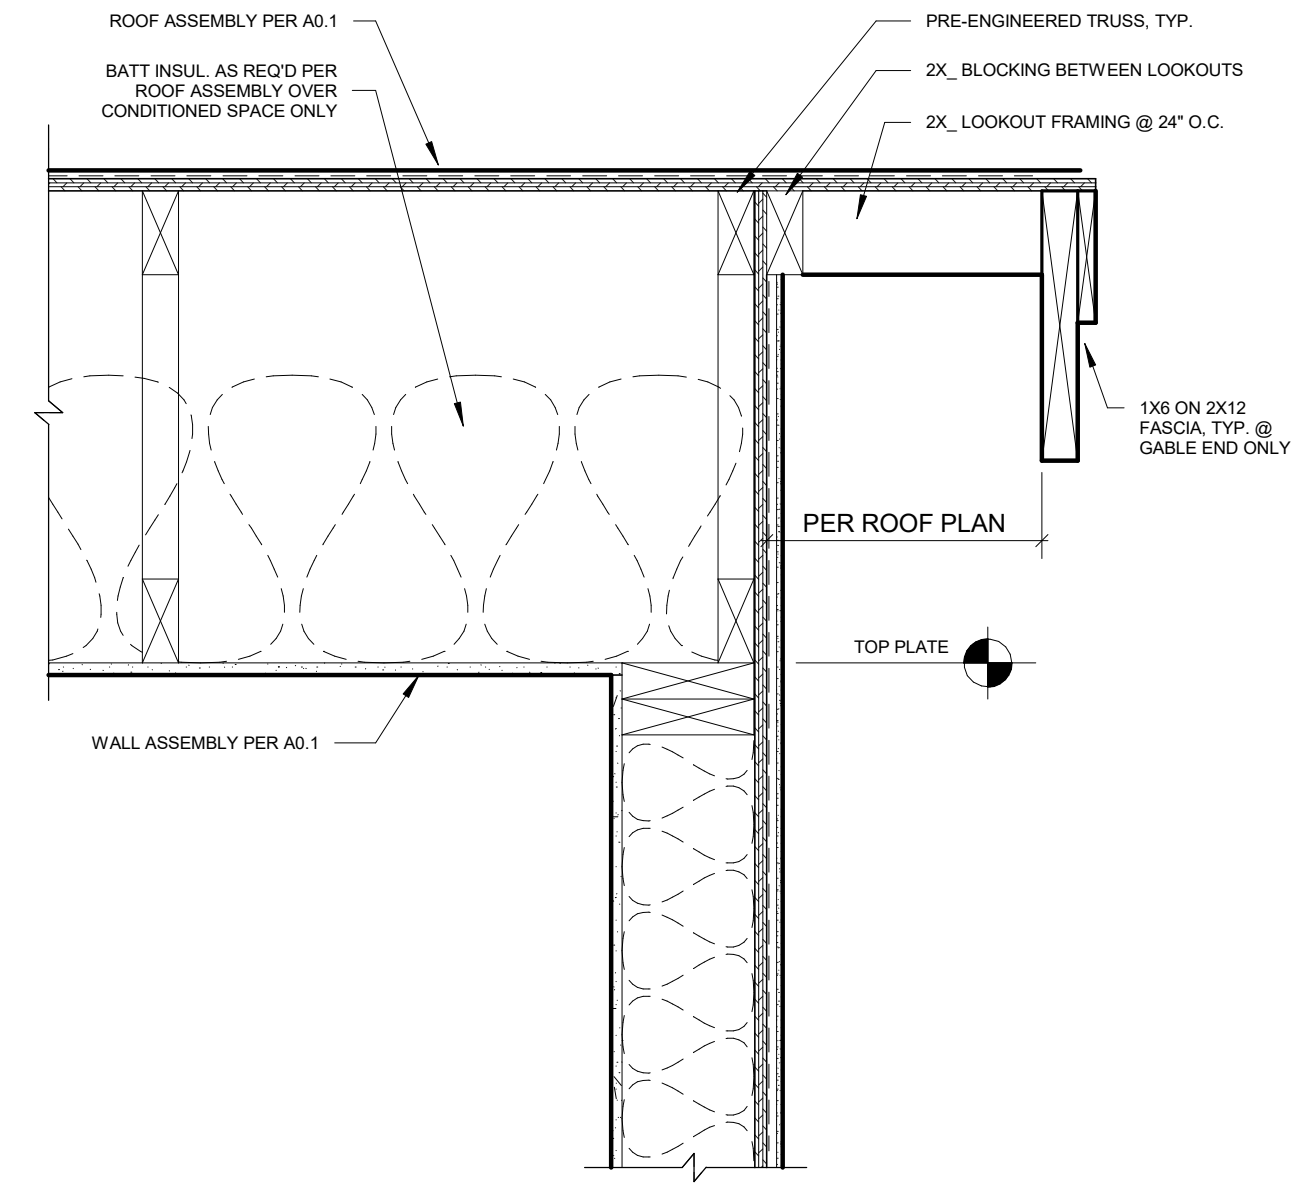 ROOF ASSEMBLY PER A0.1
BATT INSUL. AS REQ'D PER
ROOF ASSEMBLY OVER
CONDITIONED SPACE ONLY
PRE-ENGINEERED TRUSS, TYP.
2X_ BLOCKING BETWEEN LOOKOUTS
2X_ LOOKOUT FRAMING @ 24" O.C.
1X6 ON 2X12
FASCIA, TYP. @
GABLE END ONLY
PER ROOF PLAN
TOP PLATE
WALL ASSEMBLY PER A0.1